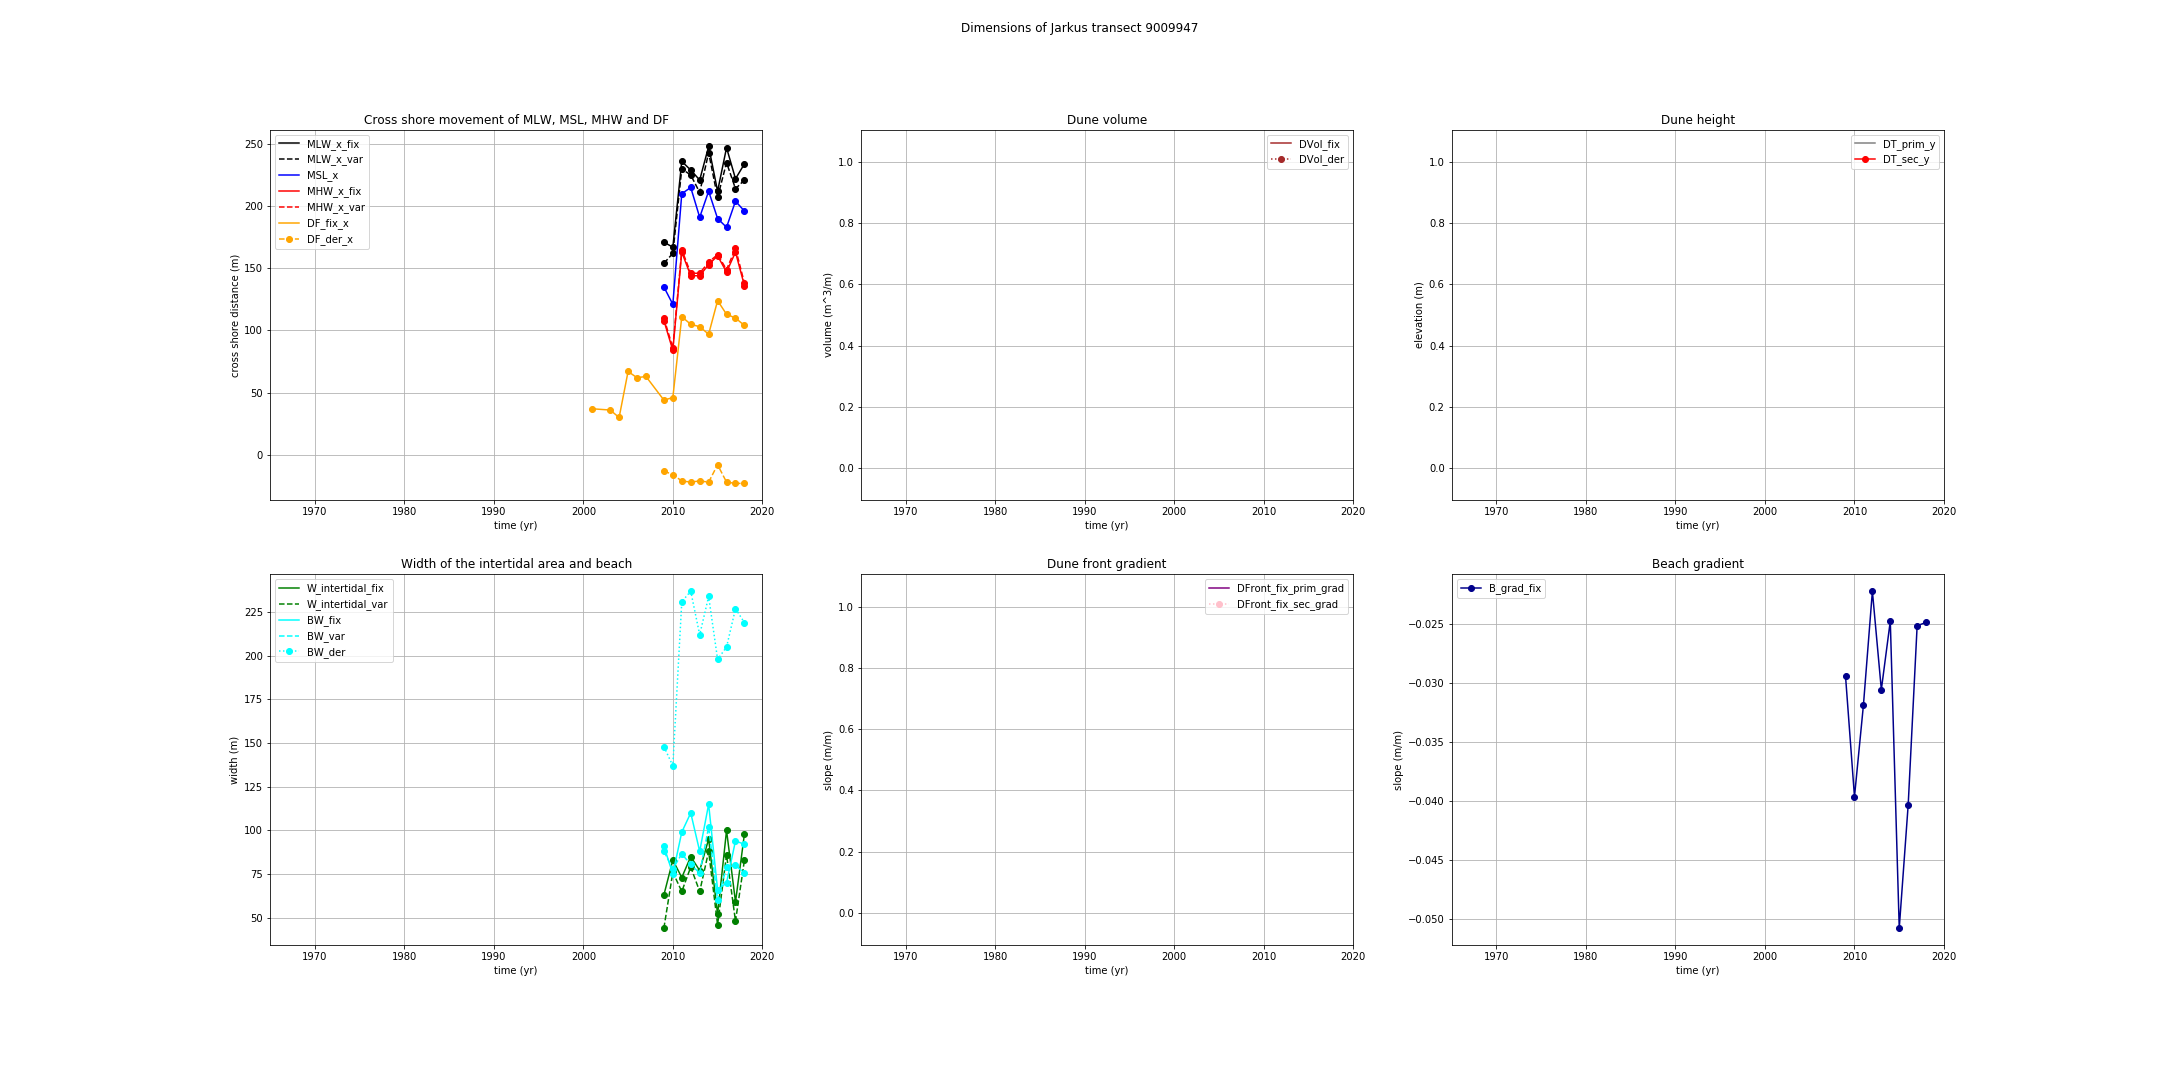 Dimensions of Jarkus transect 9009947
Cross shore movement of MLW, MSL, MHW and DF
MLW_x_fix
MLW_x_var
MSL_x
MHW_x_fix
MHW_x_var
DF_fix_x
DF_der_x
250
200
150
100
50
0
cross shore distance (m)
1970 1980 1990 2000 2010 2020
time (yr)
Dune volume
DVol_fix
DVol_der
1.0
0.8
0.6
0.4
0.2
0.0
volume (m^3/m)
1970 1980 1990 2000 2010 2020
time (yr)
Dune height
DT_prim_y
DT_sec_y
1.0
0.8
0.6
0.4
0.2
0.0
elevation (m)
1970 1980 1990 2000 2010 2020
time (yr)
Width of the intertidal area and beach
W_intertidal_fix
W_intertidal_var
BW_fix
BW_var
BW_der
225
200
175
150
125
100
75
50
width (m)
1970 1980 1990 2000 2010 2020
time (yr)
Dune front gradient
DFront_fix_prim_grad
DFront_fix_sec_grad
1.0
0.8
0.6
0.4
0.2
0.0
slope (m/m)
1970 1980 1990 2000 2010 2020
time (yr)
Beach gradient
B_grad_fix
−0.025
−0.030
−0.035
−0.040
−0.045
−0.050
slope (m/m)
1970 1980 1990 2000 2010 2020
time (yr)